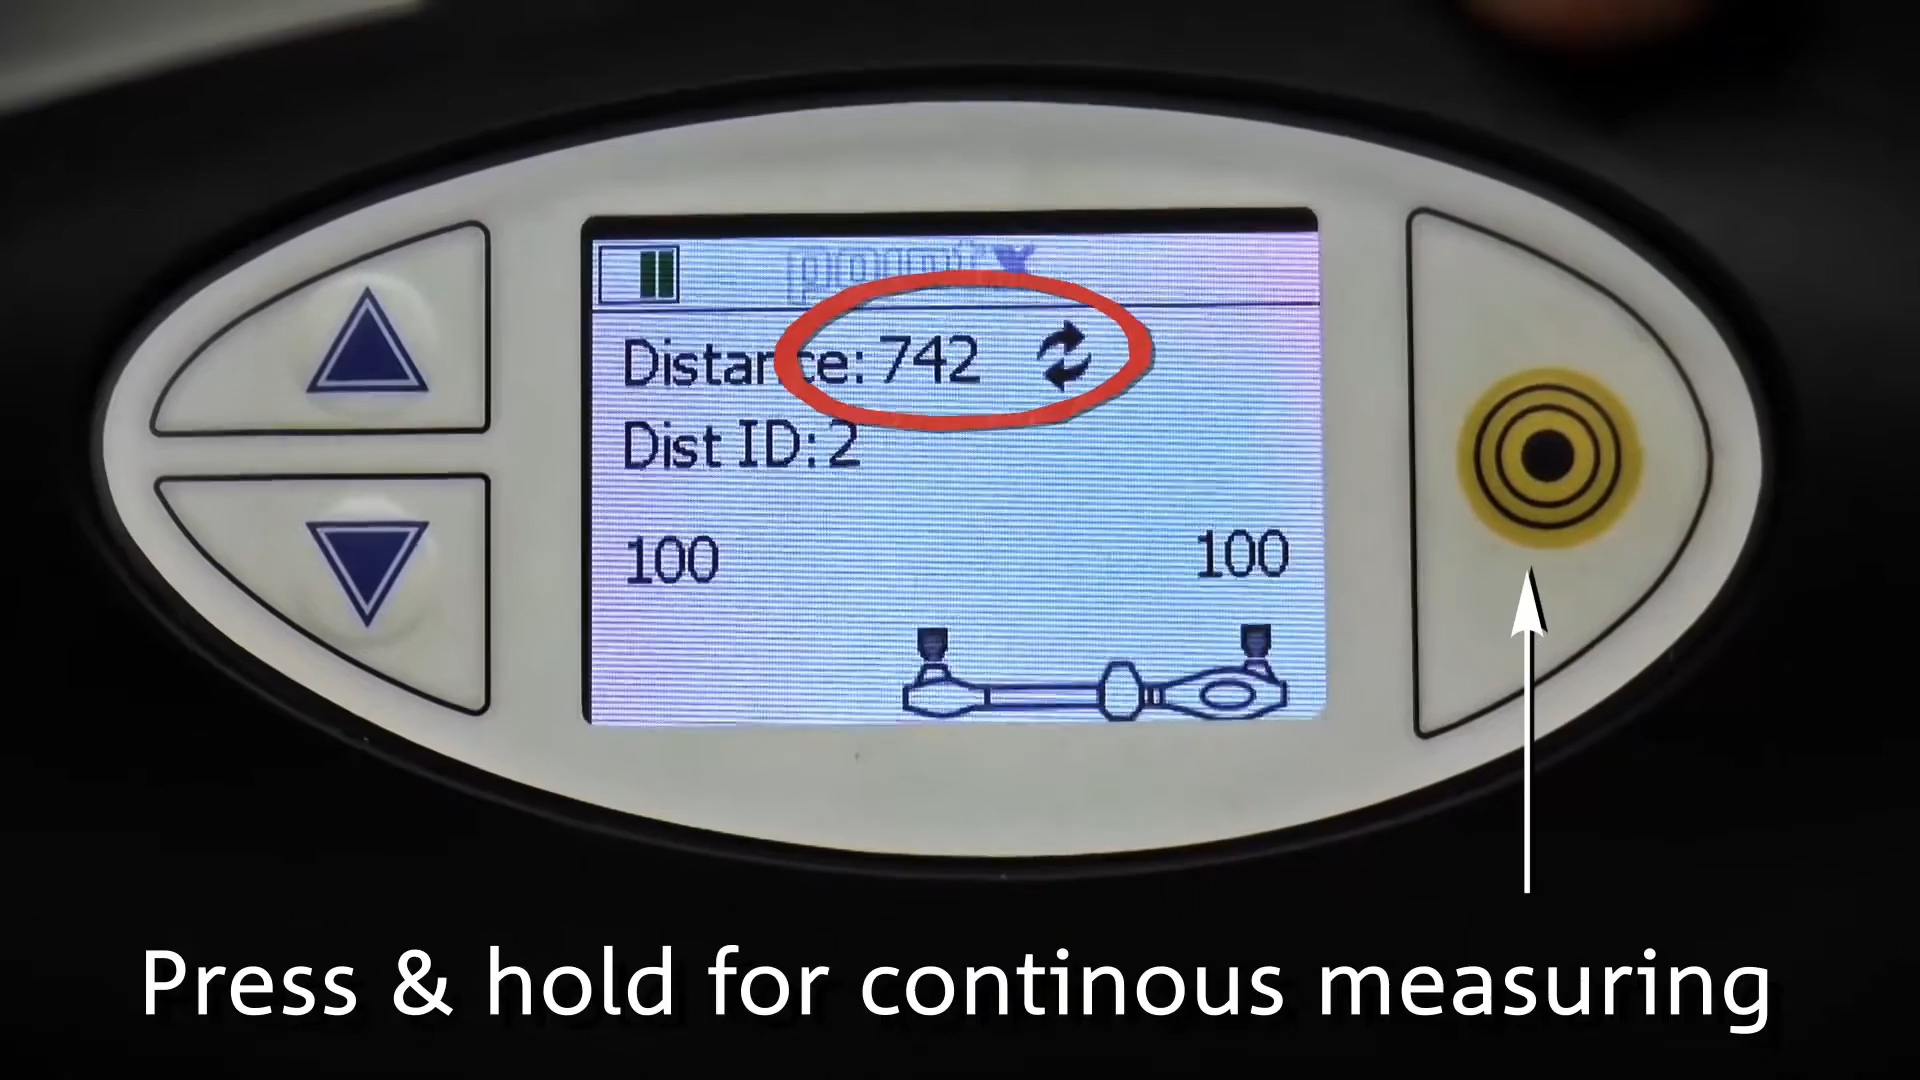 Distance: 742
Dist ID: 2
100 100
Press & hold for continous measuring